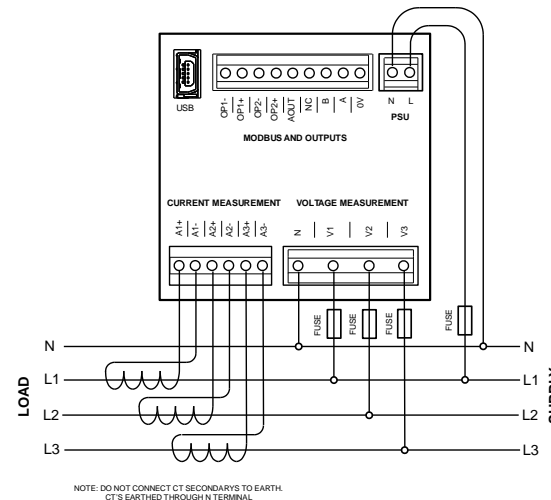 USB
OP1- | OP1+ | OP2- | OP2+ | AOUT | NC | B | A | 0V
N L
PSU
MODBUS AND OUTPUTS
CURRENT MEASUREMENT
VOLTAGE MEASUREMENT
A1+ | A1- | A2+ | A2- | A3+ | A3-
N | V1 | V2 | V3
FUSE
FUSE
FUSE
FUSE
N
N
L1
L1
L2
L2
L3
L3
LOAD
SUPPLY
NOTE: DO NOT CONNECT CT SECONDARYS TO EARTH.
CT'S EARTHED THROUGH N TERMINAL